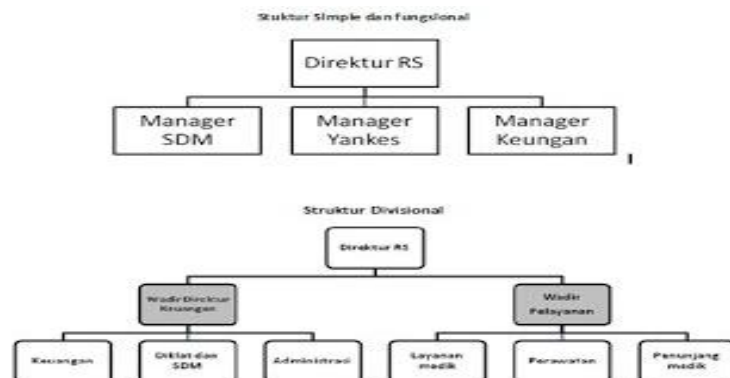 Stuktur Simple dan fungsional
Direktur RS
Manager
SDM
Manager
Yankes
Manager
Keungan
Struktur Divisional
Direktur RS
Wadir Direktur
Keuangan
Wadir
Pelayanan
Keuangan
Diklat dan
SDM
Administrasi
Layanan
medik
Perawatan
Penunjang
medik